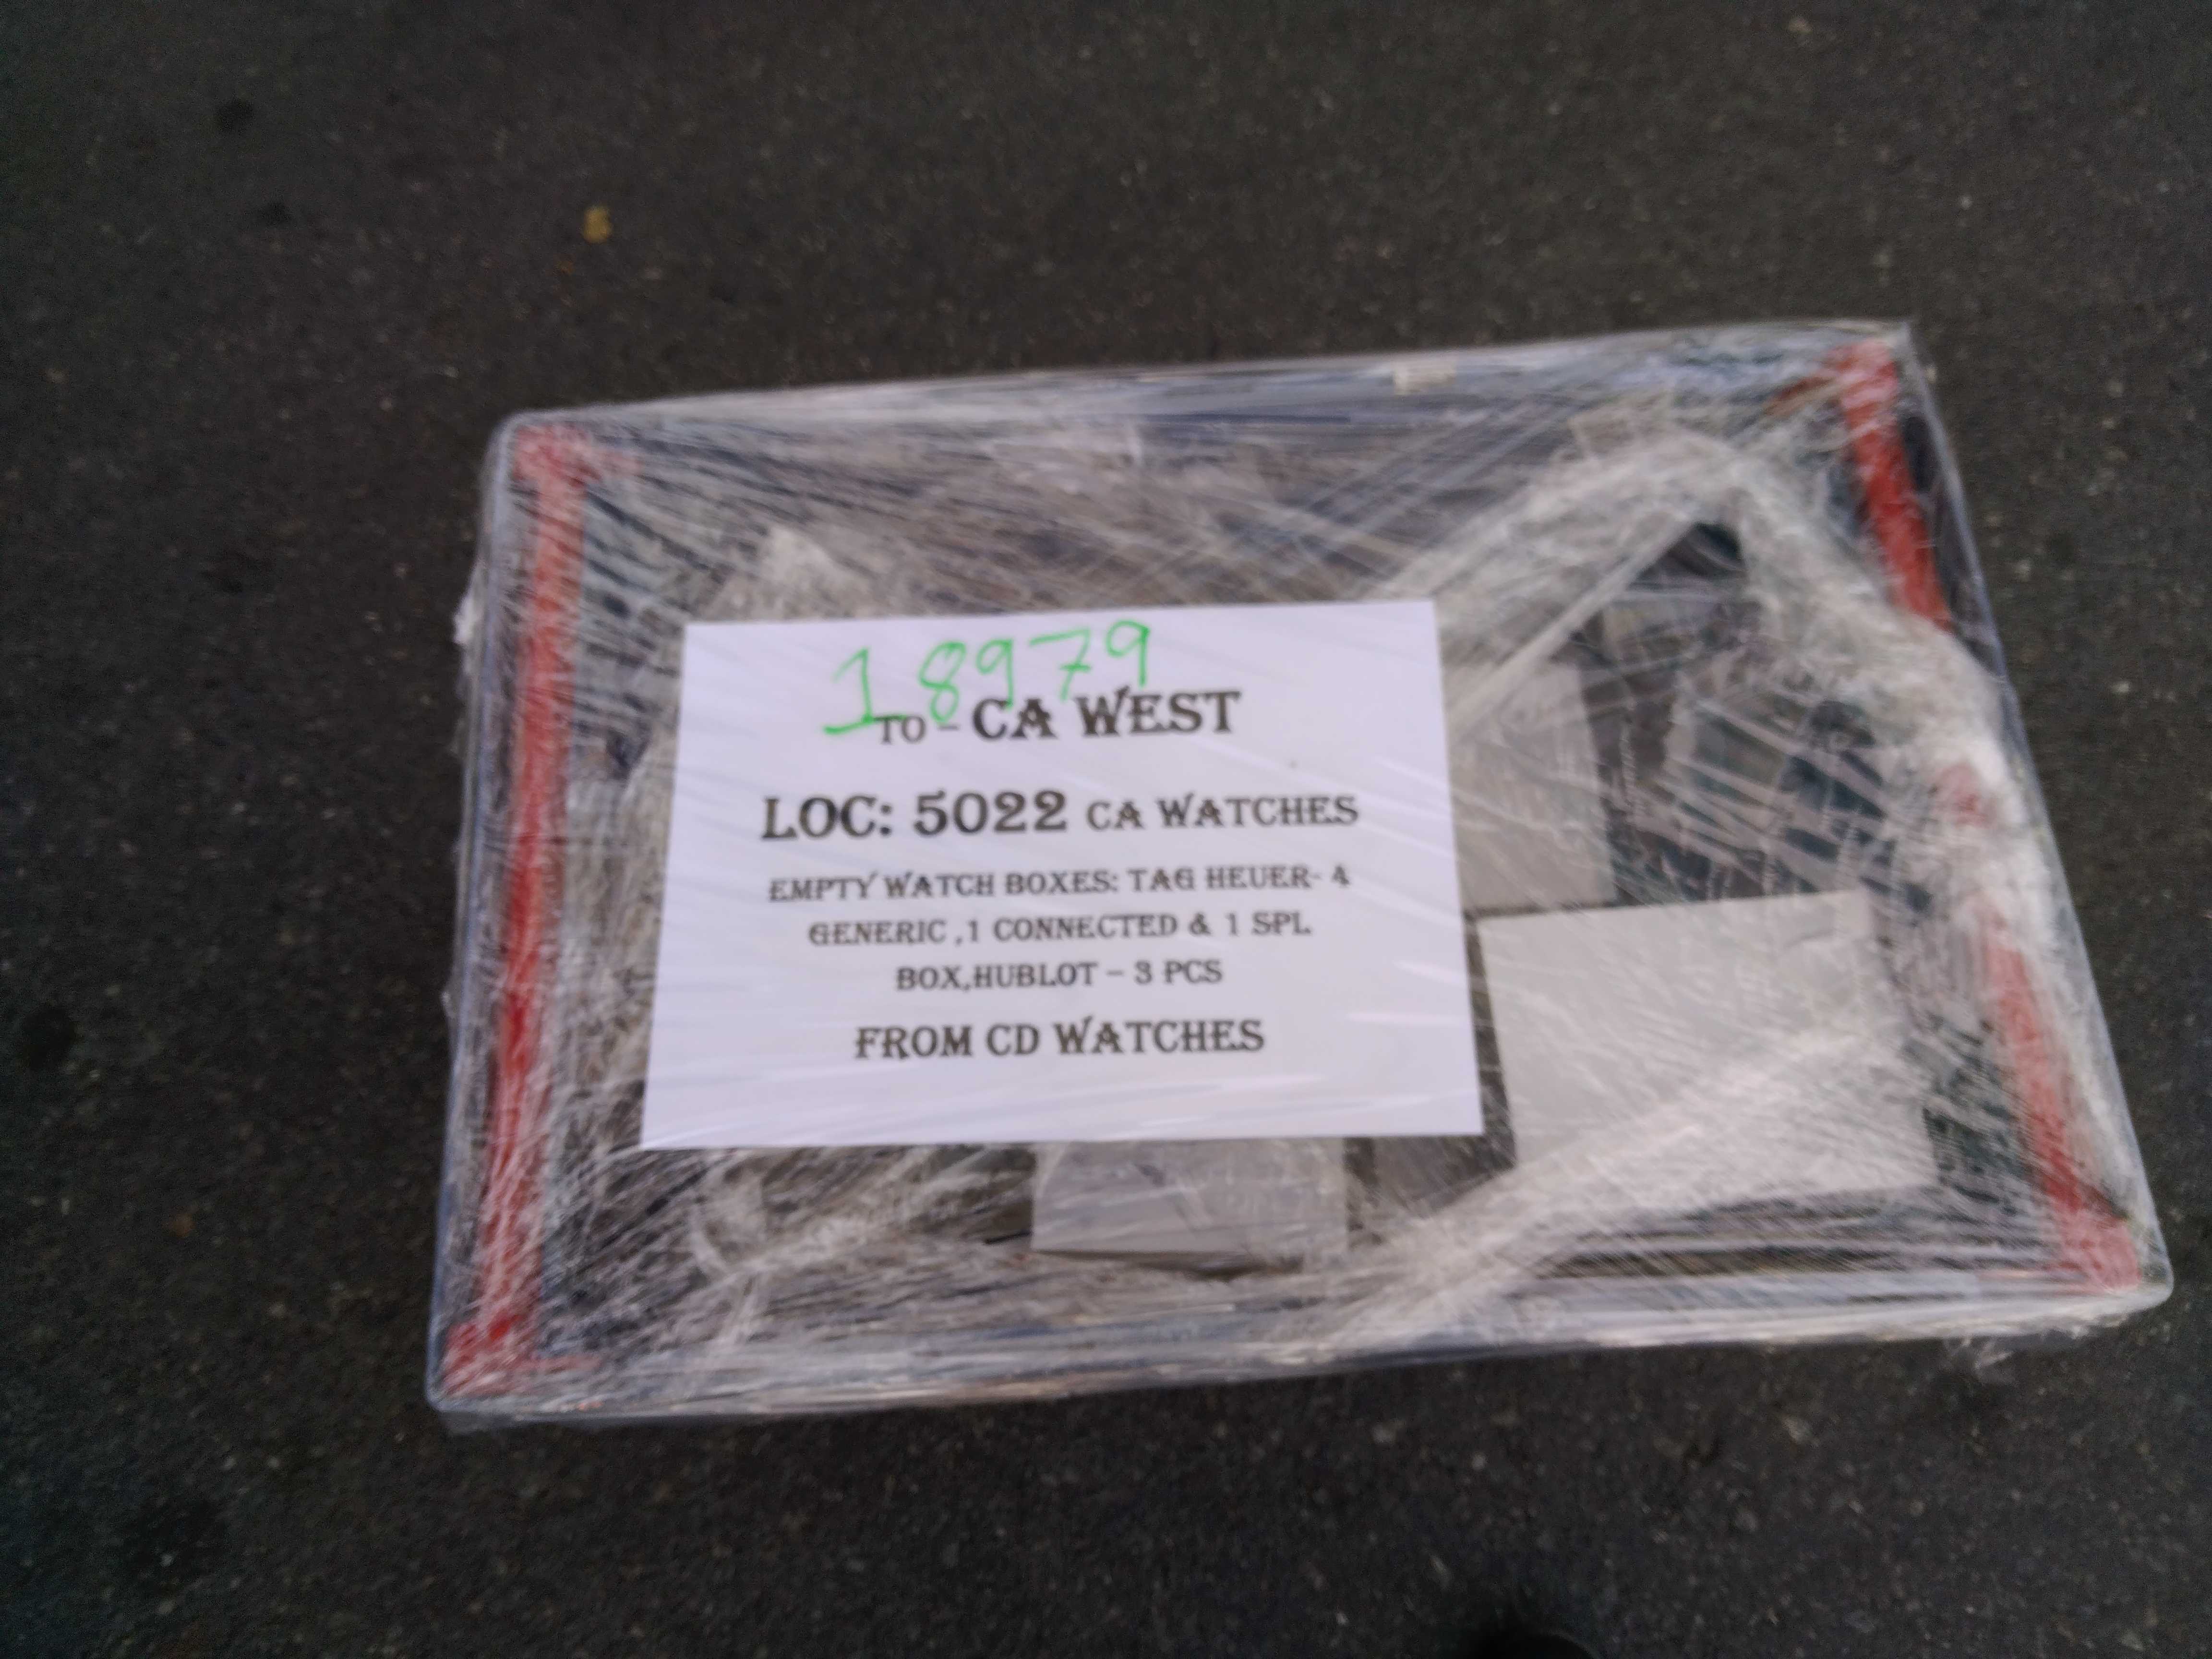 18979
TO - CA WEST
LOC: 5022 CA WATCHES
EMPTY WATCH BOXES: TAG HEUER- 4
GENERIC ,1 CONNECTED & 1 SPL
BOX,HUBLOT – 3 PCS
FROM CD WATCHES